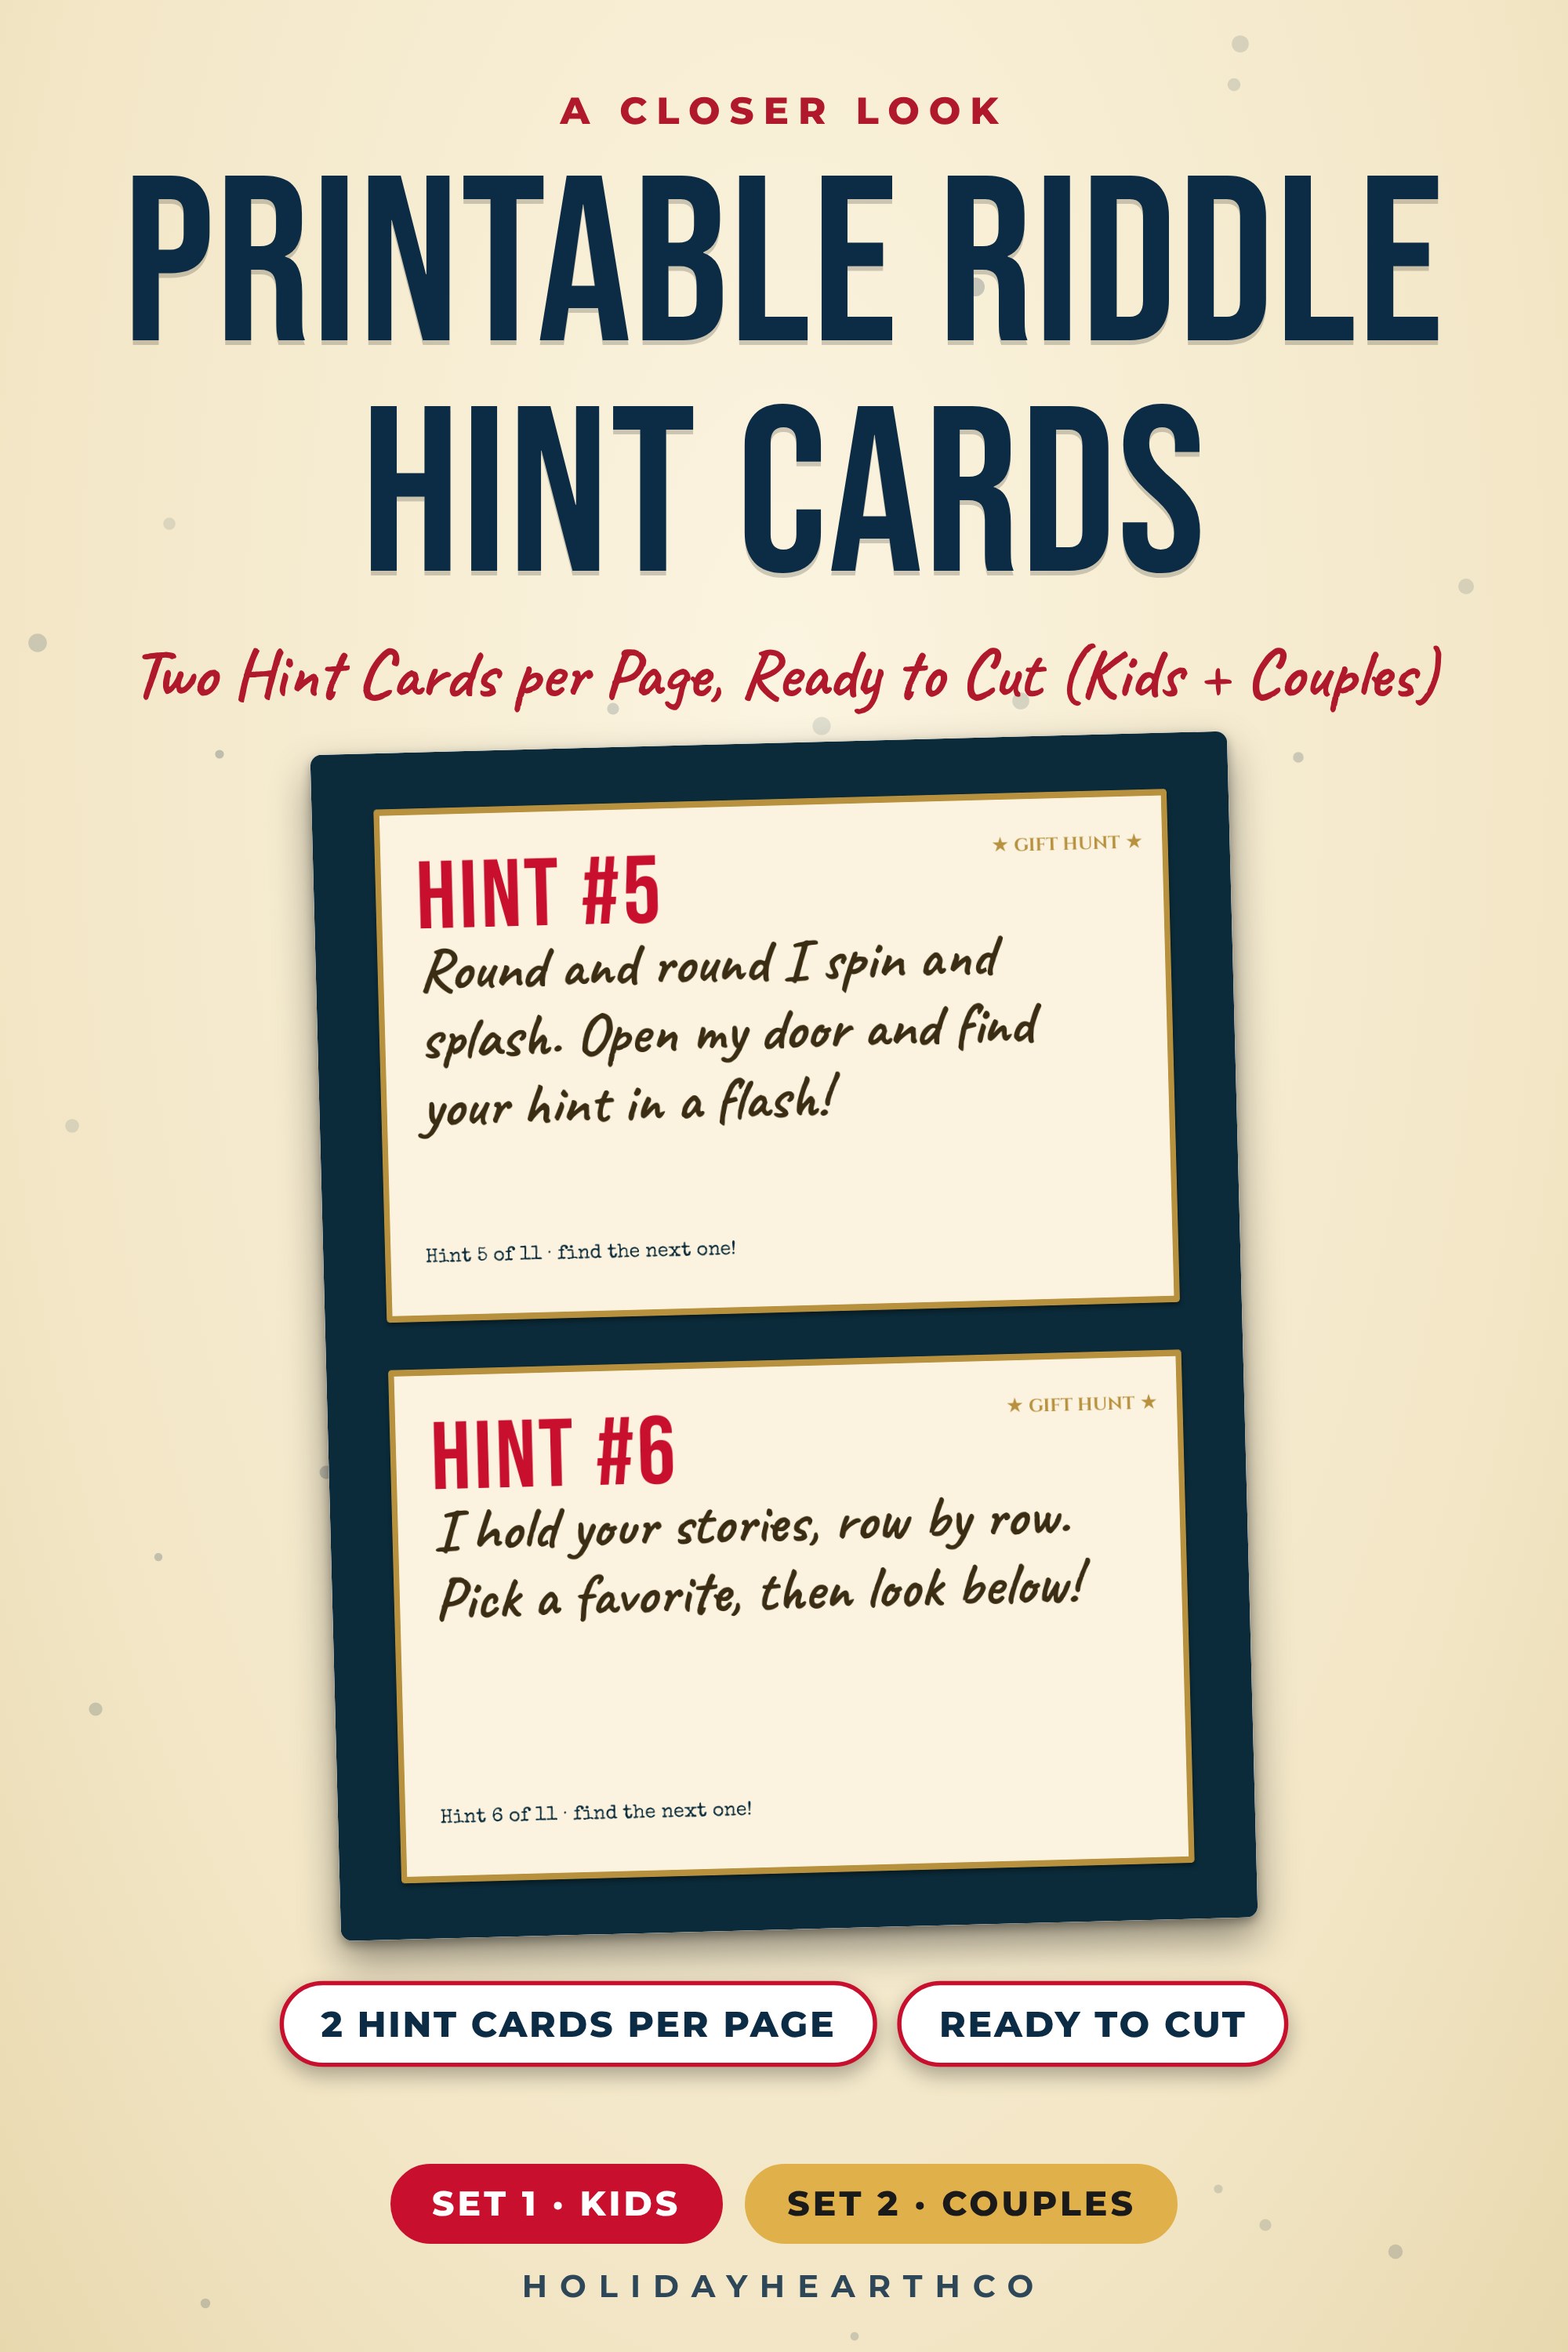 A CLOSER LOOK
PRINTABLE RIDDLE
HINT CARDS
Two Hint Cards per Page, Ready to Cut (Kids + Couples)
★ GIFT HUNT ★
HINT #5
Round and round I spin and
splash. Open my door and find
your hint in a flash!
Hint 5 of 11 · find the next one!
★ GIFT HUNT ★
HINT #6
I hold your stories, row by row.
Pick a favorite, then look below!
Hint 6 of 11 · find the next one!
2 HINT CARDS PER PAGE
READY TO CUT
SET 1 · KIDS
SET 2 · COUPLES
HOLIDAYHEARTHCO